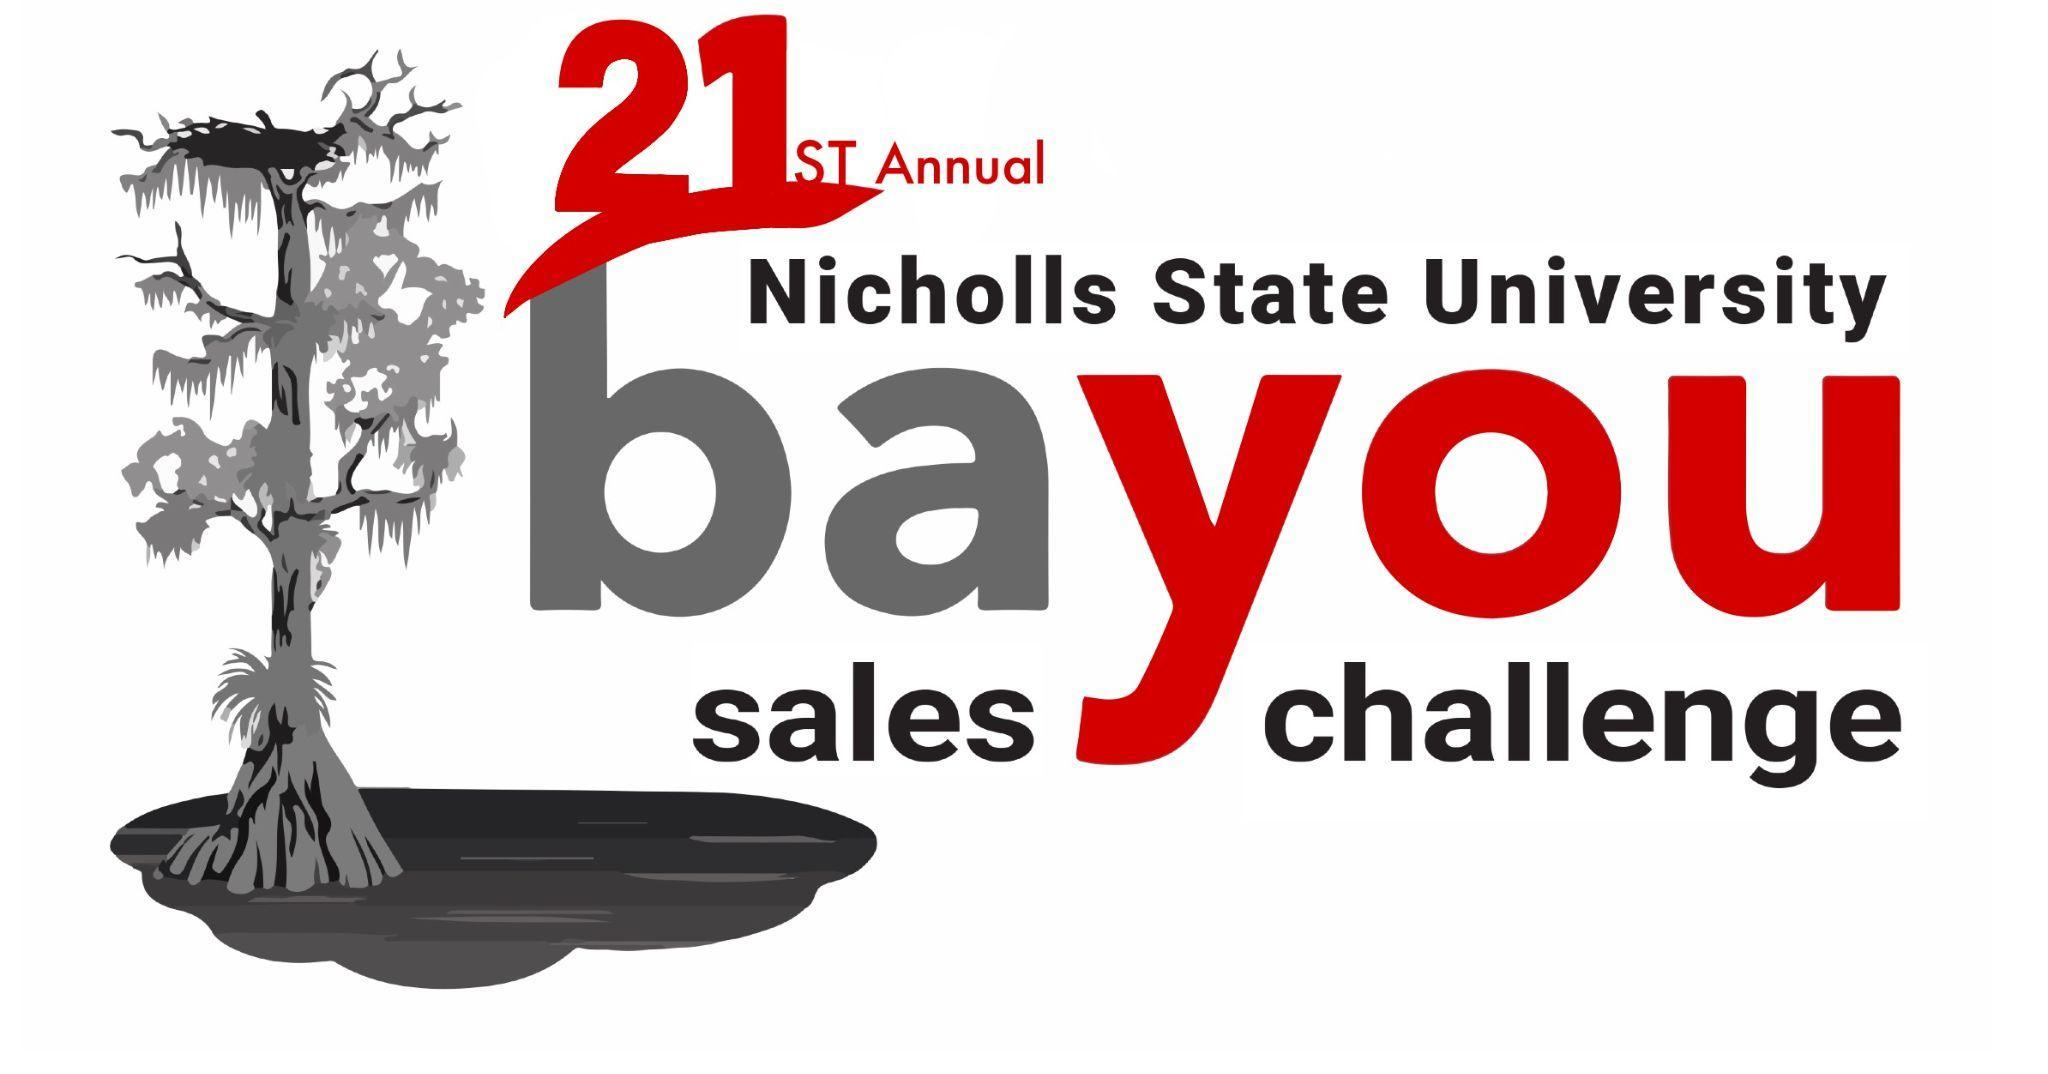 21ST Annual
Nicholls State University
bayou
sales challenge